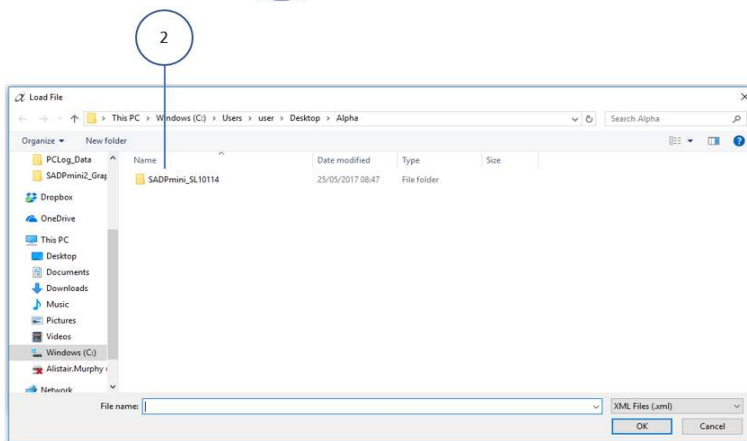 2
Load File
This PC > Windows (C:) > Users > user > Desktop > Alpha
Search Alpha
Organize New folder
Name Date modified Type Size
PCLog_Data
SADPmini2_Grap
SADPmini_SL10114 25/05/2017 08:47 File folder
Dropbox
OneDrive
This PC
Desktop
Documents
Downloads
Music
Pictures
Videos
Windows (C:)
Alistair.Murphy
Network
File name: XML Files (.xml)
OK Cancel